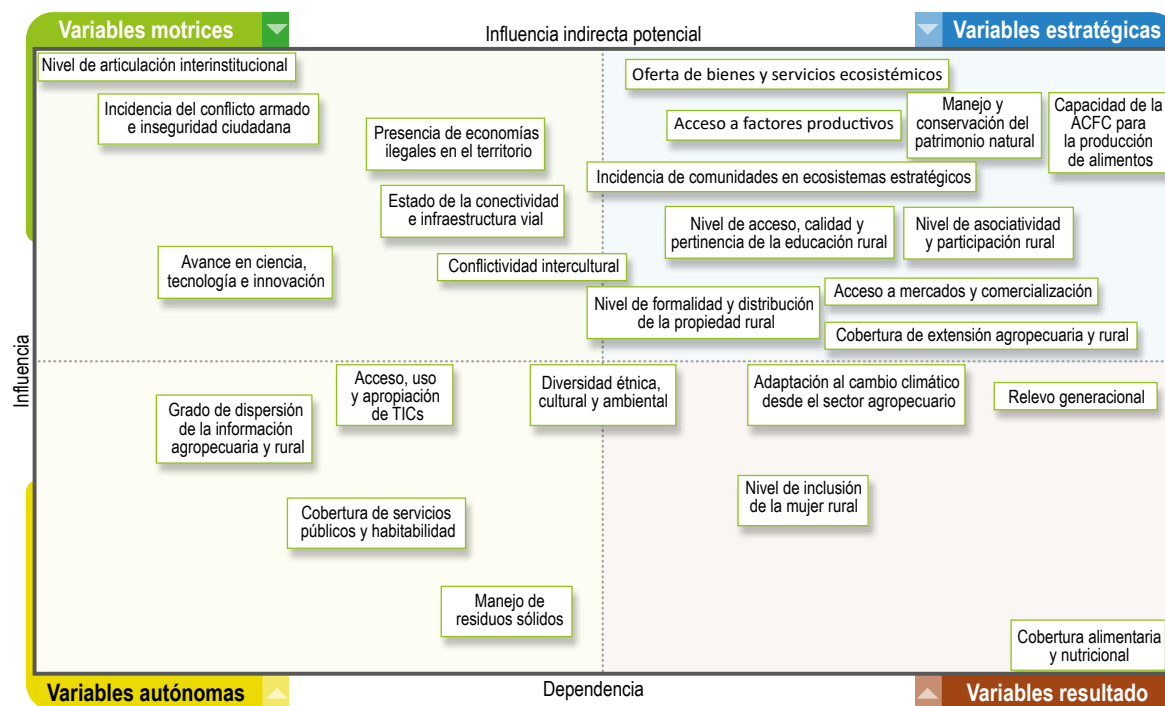 Variables motrices
Influencia indirecta potencial
Variables estratégicas
Nivel de articulación interinstitucional
Incidencia del conflicto armado
e inseguridad ciudadana
Presencia de economías
ilegales en el territorio
Estado de la conectividad
e infraestructura vial
Avance en ciencia,
tecnología e innovación
Conflictividad intercultural
Oferta de bienes y servicios ecosistémicos
Acceso a factores productivos
Manejo y
conservación del
patrimonio natural
Capacidad de la
ACFC para
la producción
de alimentos
Incidencia de comunidades en ecosistemas estratégicos
Nivel de acceso, calidad y
pertinencia de la educación rural
Nivel de asociatividad
y participación rural
Nivel de formalidad y distribución
de la propiedad rural
Acceso a mercados y comercialización
Cobertura de extensión agropecuaria y rural
Influencia
Acceso, uso
y apropiación
de TICs
Grado de dispersión
de la información
agropecuaria y rural
Diversidad étnica,
cultural y ambiental
Cobertura de servicios
públicos y habitabilidad
Manejo de
residuos sólidos
Adaptación al cambio climático
desde el sector agropecuario
Relevo generacional
Nivel de inclusión
de la mujer rural
Cobertura alimentaria
y nutricional
Variables autónomas
Dependencia
Variables resultado